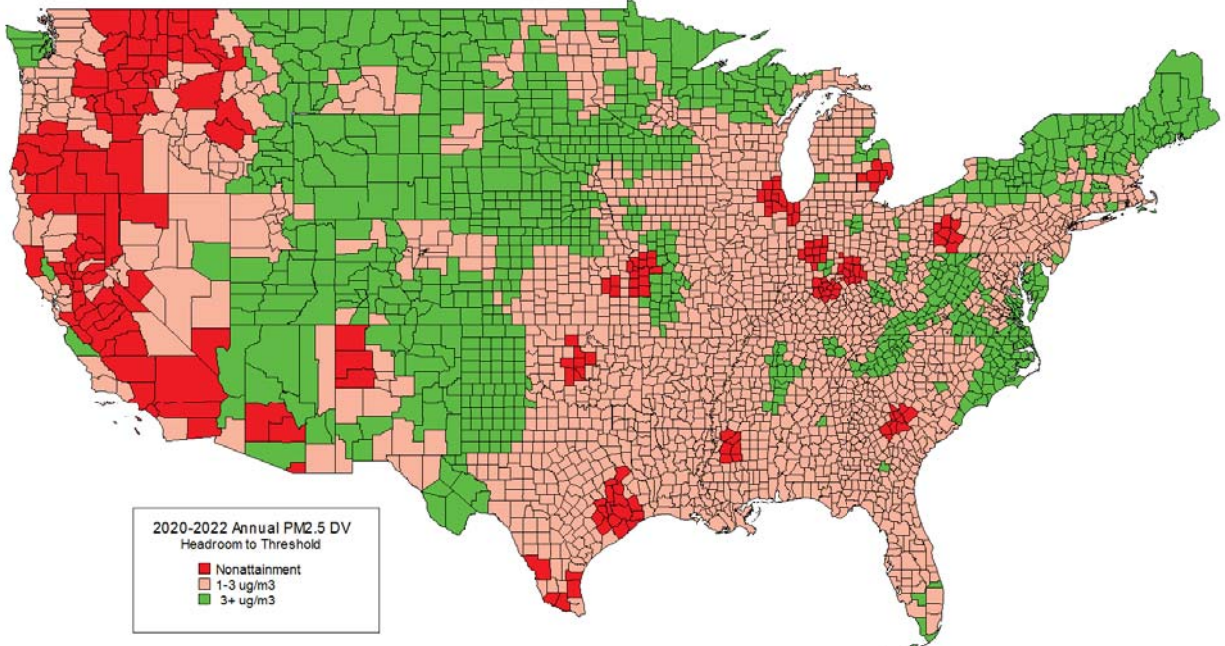 2020-2022 Annual PM2.5 DV
Headroom to Threshold
Nonattainment
1-3 ug/m3
3+ ug/m3